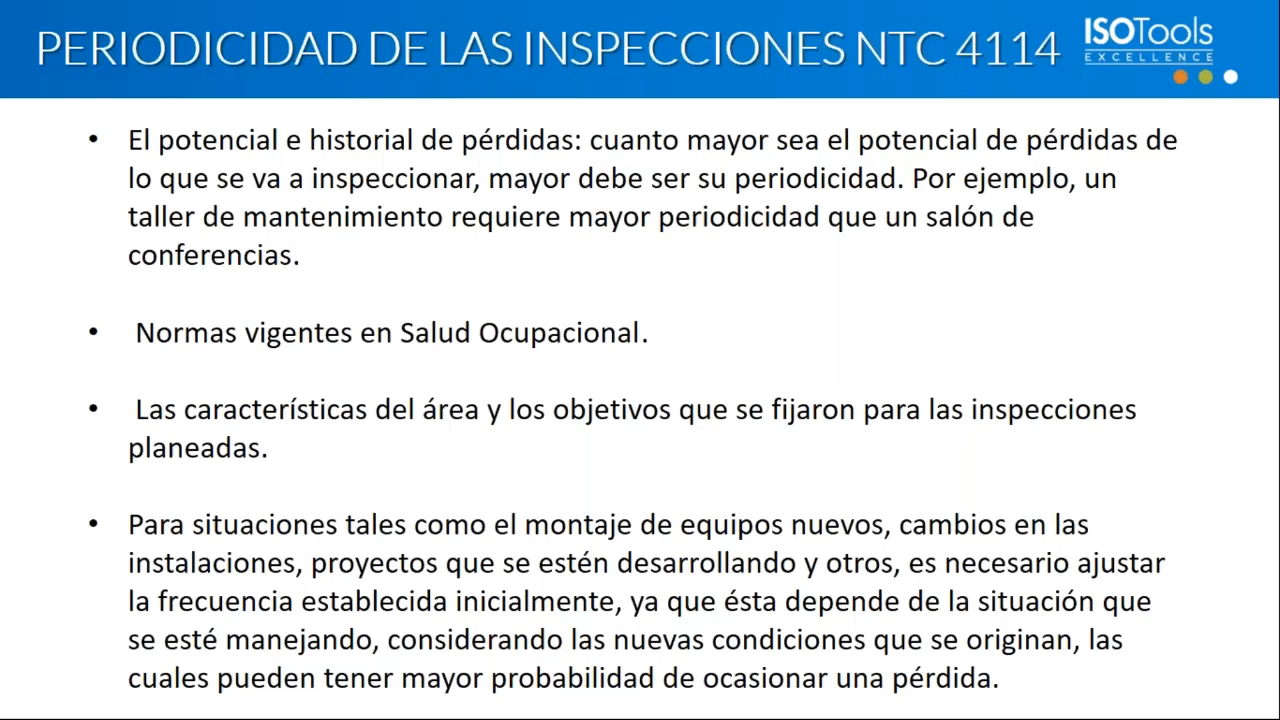 PERIODICIDAD DE LAS INSPECCIONES NTC 4114
ISOTools
EXCELLENCE
• El potencial e historial de pérdidas: cuanto mayor sea el potencial de pérdidas de
lo que se va a inspeccionar, mayor debe ser su periodicidad. Por ejemplo, un
taller de mantenimiento requiere mayor periodicidad que un salón de
conferencias.
• Normas vigentes en Salud Ocupacional.
• Las características del área y los objetivos que se fijaron para las inspecciones
planeadas.
• Para situaciones tales como el montaje de equipos nuevos, cambios en las
instalaciones, proyectos que se estén desarrollando y otros, es necesario ajustar
la frecuencia establecida inicialmente, ya que ésta depende de la situación que
se esté manejando, considerando las nuevas condiciones que se originan, las
cuales pueden tener mayor probabilidad de ocasionar una pérdida.